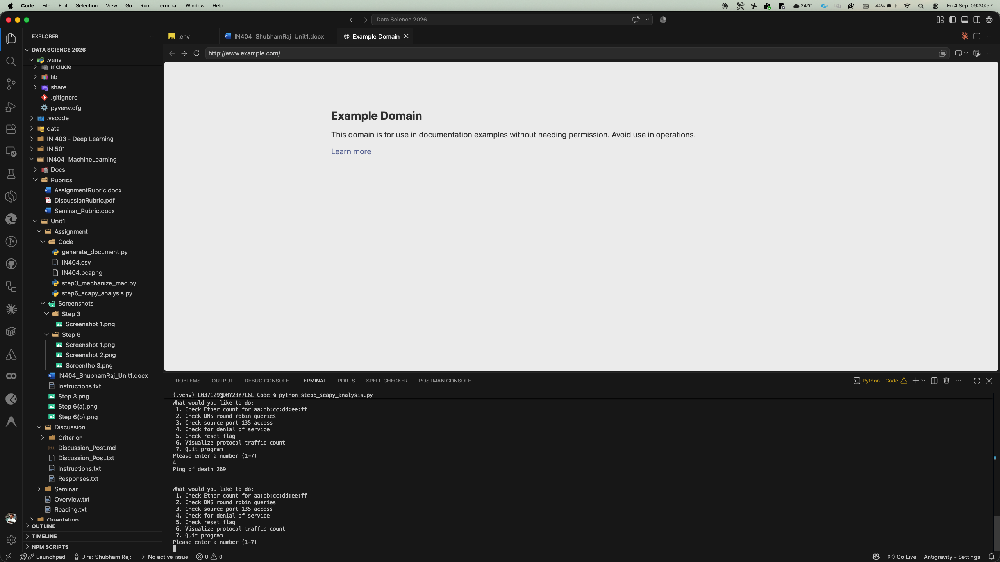 Code File Edit Selection View Go Run Terminal Window Help
24°C 44% Fri 4 Sep 09:30:57
Data Science 2026
EXPLORER
DATA SCIENCE 2026
.venv
include
lib
share
.gitignore
pyvenv.cfg
.vscode
data
IN 403 - Deep Learning
IN 501
IN404_MachineLearning
Docs
Rubrics
AssignmentRubric.docx
DiscussionRubric.pdf
Seminar_Rubric.docx
Unit1
Assignment
Code
generate_document.py
IN404.csv
IN404.pcapng
step3_mechanize_mac.py
step6_scapy_analysis.py
Screenshots
Step 3
Screenshot 1.png
Step 6
Screenshot 1.png
Screenshot 2.png
Screentho 3.png
IN404_ShubhamRaj_Unit1.docx
Instructions.txt
Step 3.png
Step 6(a).png
Step 6(b).png
Discussion
Criterion
Discussion_Post.md
Discussion_Post.txt
Instructions.txt
Responses.txt
Seminar
Overview.txt
Reading.txt
Orientation
OUTLINE
TIMELINE
NPM SCRIPTS
.env IN404_ShubhamRaj_Unit1.docx Example Domain
http://www.example.com/
Example Domain
This domain is for use in documentation examples without needing permission. Avoid use in operations.
Learn more
PROBLEMS OUTPUT DEBUG CONSOLE TERMINAL PORTS SPELL CHECKER POSTMAN CONSOLE
Python - Code
(.venv) L037129@D0Y23Y7L6L Code % python step6_scapy_analysis.py
What would you like to do:
1. Check Ether count for aa:bb:cc:dd:ee:ff
2. Check DNS round robin queries
3. Check source port 135 access
4. Check for denial of service
5. Check reset flag
6. Visualize protocol traffic count
7. Quit program
Please enter a number (1-7)
4
Ping of death 269
What would you like to do:
1. Check Ether count for aa:bb:cc:dd:ee:ff
2. Check DNS round robin queries
3. Check source port 135 access
4. Check for denial of service
5. Check reset flag
6. Visualize protocol traffic count
7. Quit program
Please enter a number (1-7)
Launchpad Jira: Shubham Raj: No active issue 0 0 Go Live Antigravity - Settings